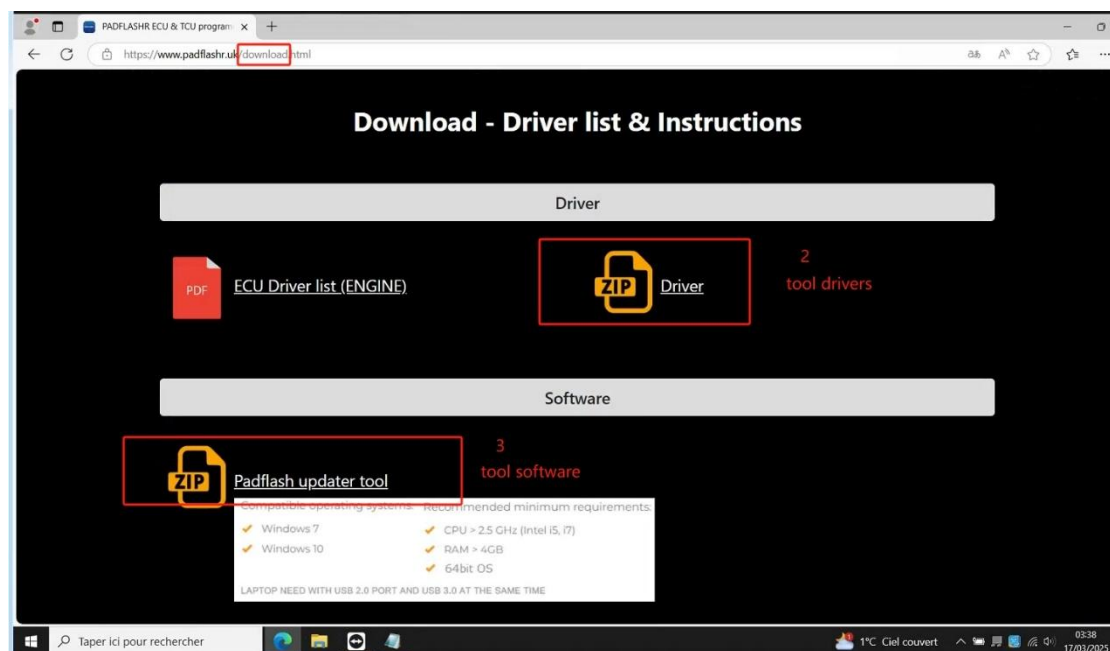 PADFLASHR ECU & TCU program
https://www.padflashr.uk/download.html
Download - Driver list & Instructions
Driver
PDF
ECU Driver list (ENGINE)
ZIP
Driver
2
tool drivers
Software
ZIP
Padflash updater tool
3
tool software
Compatible operating systems:
Recommended minimum requirements:
Windows 7
CPU > 2.5 GHz (Intel i5, i7)
Windows 10
RAM > 4GB
64bit OS
LAPTOP NEED WITH USB 2.0 PORT AND USB 3.0 AT THE SAME TIME
Taper ici pour rechercher
1°C Ciel couvert
03:38
17/03/2025